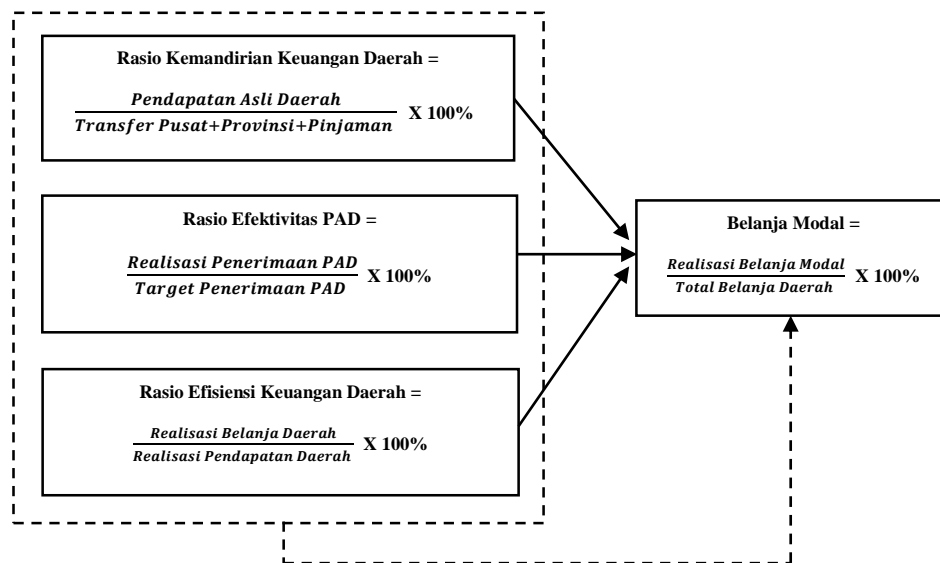 Rasio Kemandirian Keuangan Daerah =
Pendapatan Asli Daerah
Transfer Pusat+Provinsi+Pinjaman
X 100%
Rasio Efektivitas PAD =
Realisasi Penerimaan PAD
Target Penerimaan PAD
X 100%
Rasio Efisiensi Keuangan Daerah =
Realisasi Belanja Daerah
Realisasi Pendapatan Daerah
X 100%
Belanja Modal =
Realisasi Belanja Modal
Total Belanja Daerah
X 100%